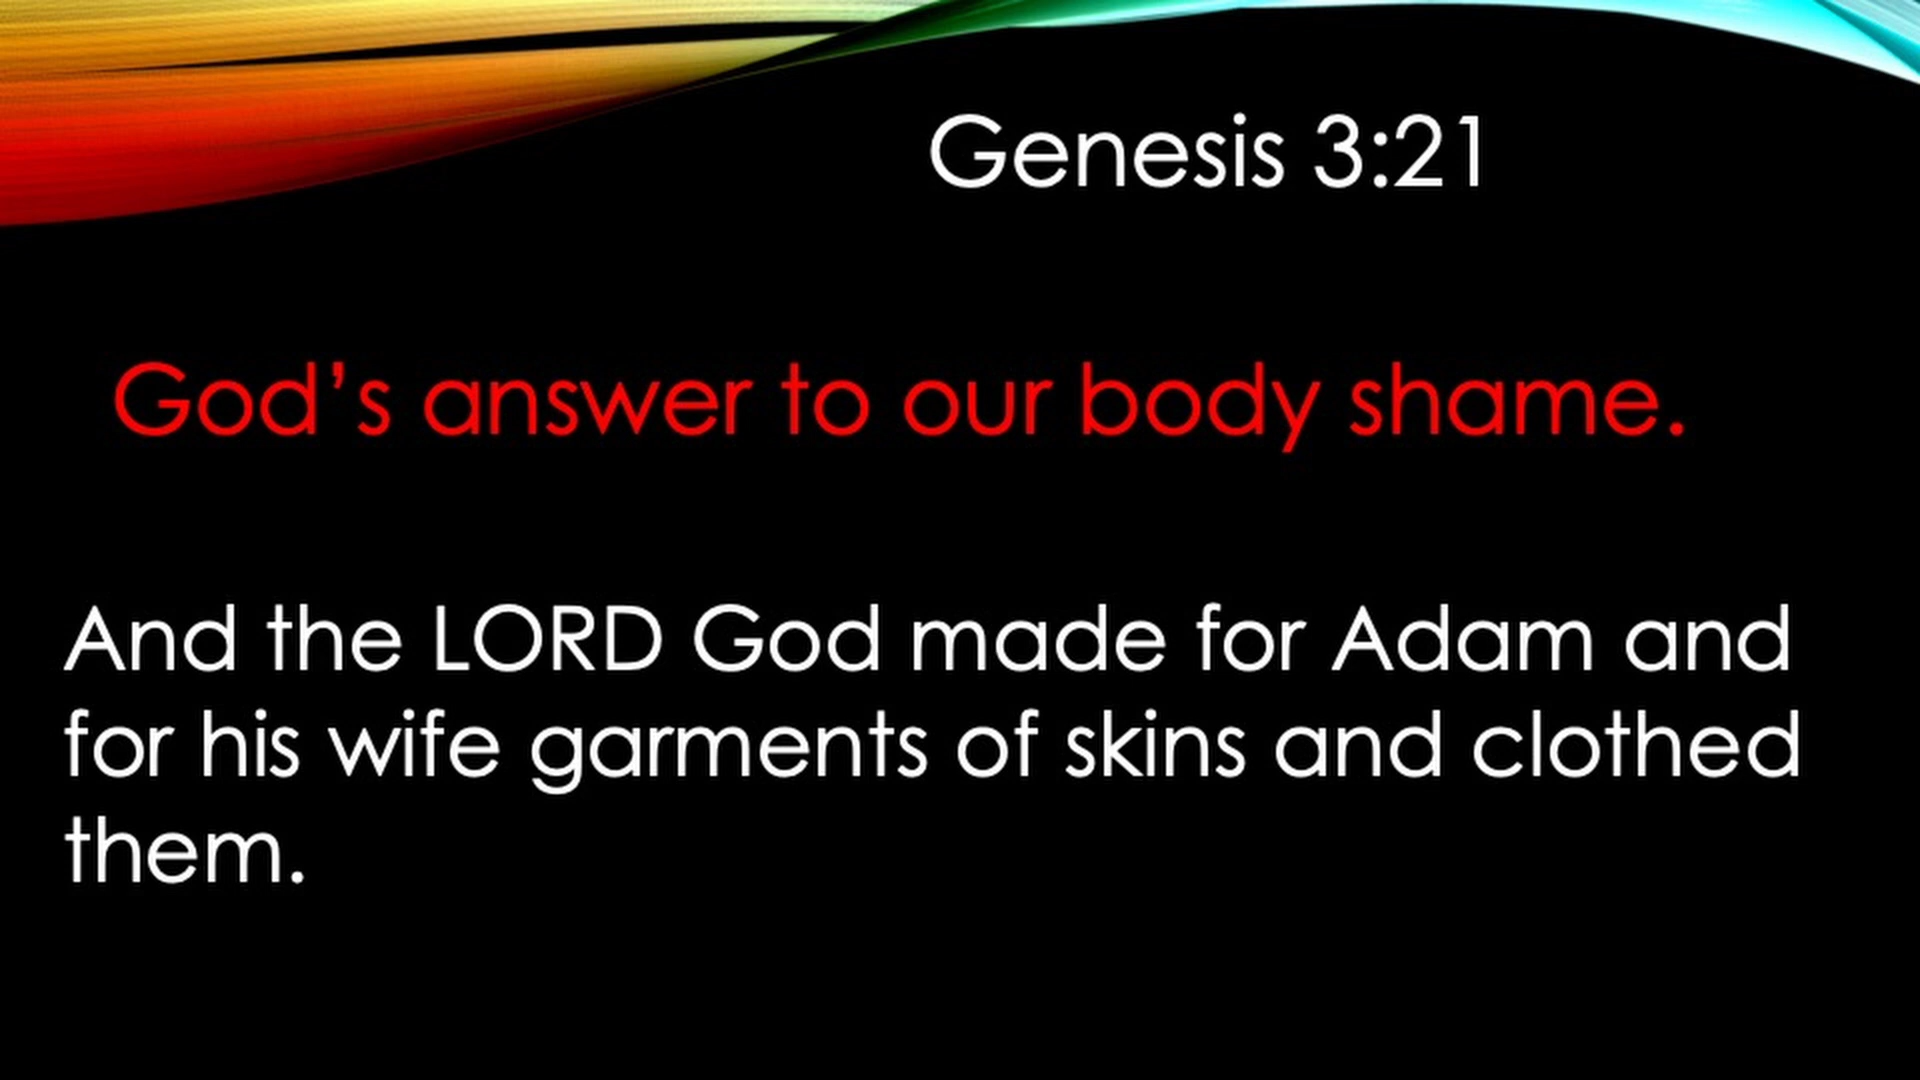 Genesis 3:21
God’s answer to our body shame.
And the LORD God made for Adam and
for his wife garments of skins and clothed
them.